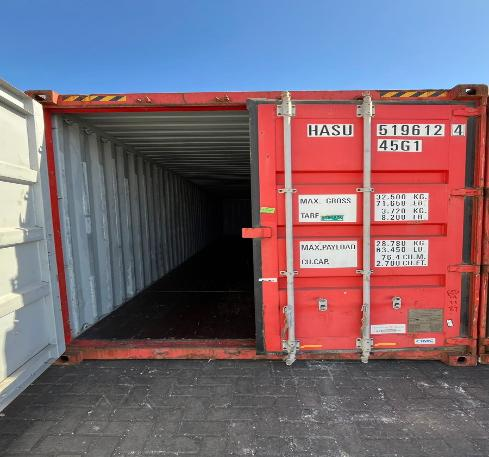 HASU 519612 4
45G1
MAX. GROSS 32.500 KG.
71.650 LB.
TARE 3.720 KG.
8.200 LB.
MAX.PAYLOAD 28.780 KG.
63.450 LB.
CU.CAP. 76.4 CU.M.
2.700 CU.FT.
CIMC